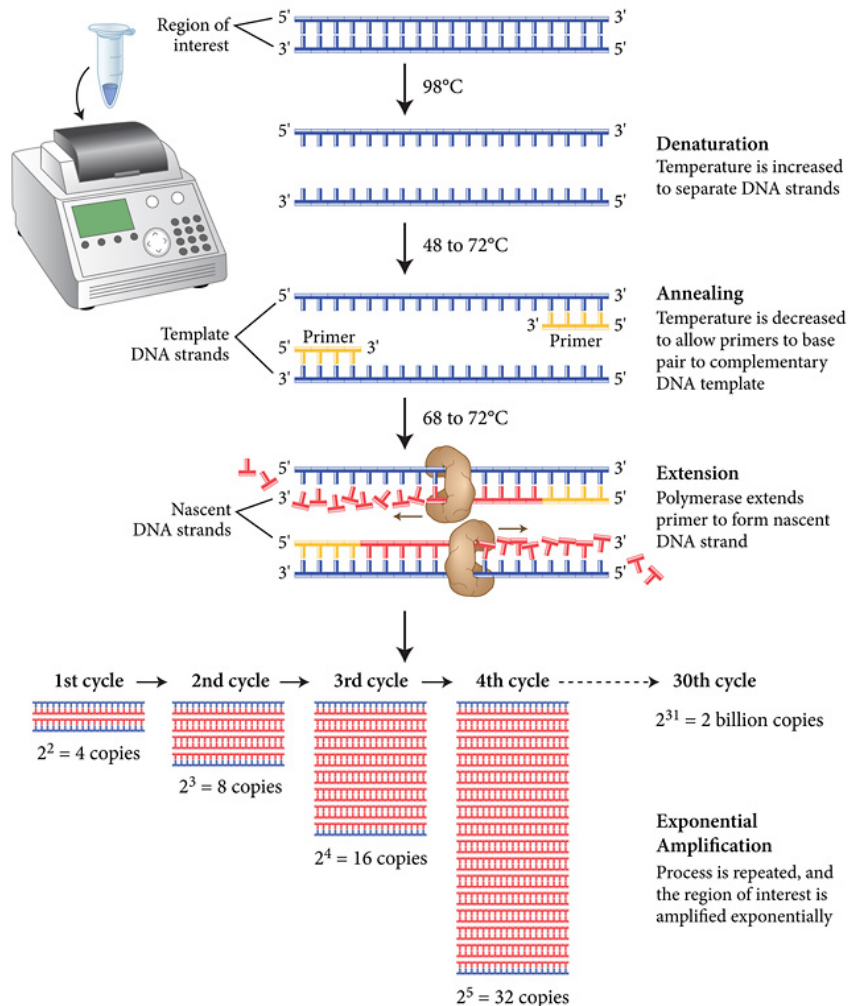 Region of
interest
5'
3'
3'
5'
98°C
5'
3'
3'
5'
Denaturation
Temperature is increased
to separate DNA strands
48 to 72°C
Template
DNA strands
5'
3'
3'
5'
Primer
5'
Primer
3'
3'
5'
Annealing
Temperature is decreased
to allow primers to base
pair to complementary
DNA template
68 to 72°C
Nascent
DNA strands
5'
3'
3'
5'
5'
3'
3'
5'
Extension
Polymerase extends
primer to form nascent
DNA strand
1st cycle
2nd cycle
3rd cycle
4th cycle
30th cycle
2² = 4 copies
2³ = 8 copies
2⁴ = 16 copies
2⁵ = 32 copies
2³¹ = 2 billion copies
Exponential
Amplification
Process is repeated, and
the region of interest is
amplified exponentially